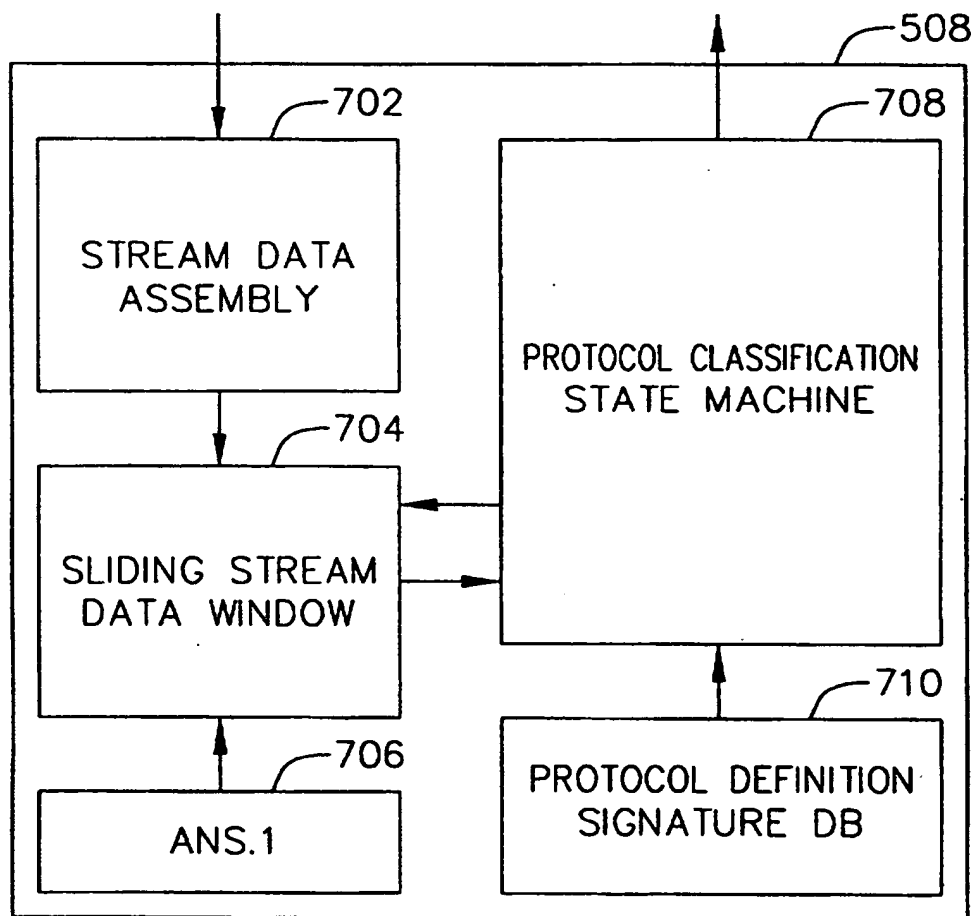 508
702
STREAM DATA
ASSEMBLY
708
PROTOCOL CLASSIFICATION
STATE MACHINE
704
SLIDING STREAM
DATA WINDOW
706
ANS.1
710
PROTOCOL DEFINITION
SIGNATURE DB